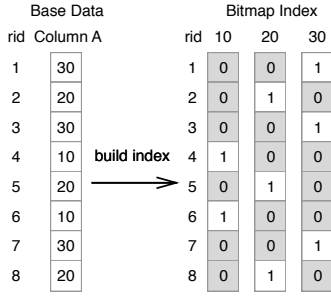 Base Data Bitmap Index
rid Column A rid 10 20 30
1 30 1 0 0 1
2 20 2 0 1 0
3 30 3 0 0 1
4 10 build index 4 1 0 0
5 20 5 0 1 0
6 10 6 1 0 0
7 30 7 0 0 1
8 20 8 0 1 0